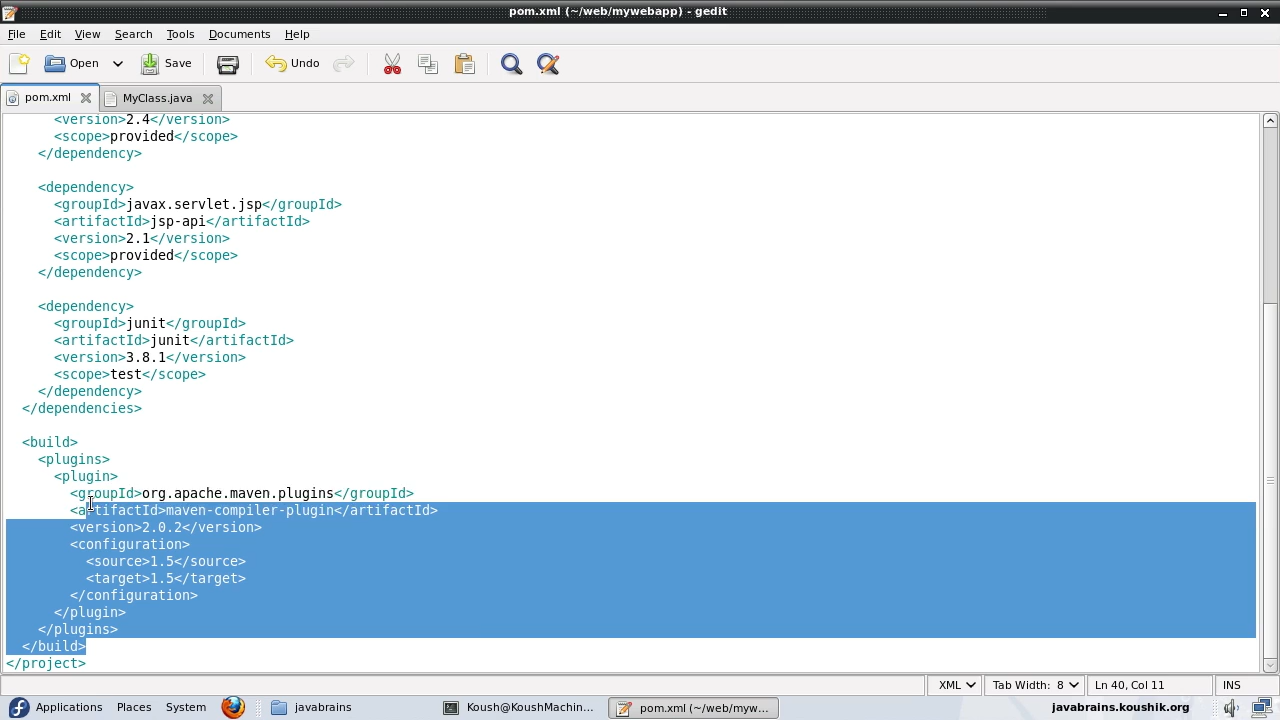 pom.xml (~/web/mywebapp) - gedit
File Edit View Search Tools Documents Help
Open Save Undo
pom.xml MyClass.java
<version>2.4</version>
<scope>provided</scope>
</dependency>
<dependency>
<groupId>javax.servlet.jsp</groupId>
<artifactId>jsp-api</artifactId>
<version>2.1</version>
<scope>provided</scope>
</dependency>
<dependency>
<groupId>junit</groupId>
<artifactId>junit</artifactId>
<version>3.8.1</version>
<scope>test</scope>
</dependency>
</dependencies>
<build>
<plugins>
<plugin>
<groupId>org.apache.maven.plugins</groupId>
<artifactId>maven-compiler-plugin</artifactId>
<version>2.0.2</version>
<configuration>
<source>1.5</source>
<target>1.5</target>
</configuration>
</plugin>
</plugins>
</build>
</project>
XML Tab Width: 8 Ln 40, Col 11 INS
Applications Places System javabrains Koush@KoushMachin... pom.xml (~/web/myw... javabrains.koushik.org